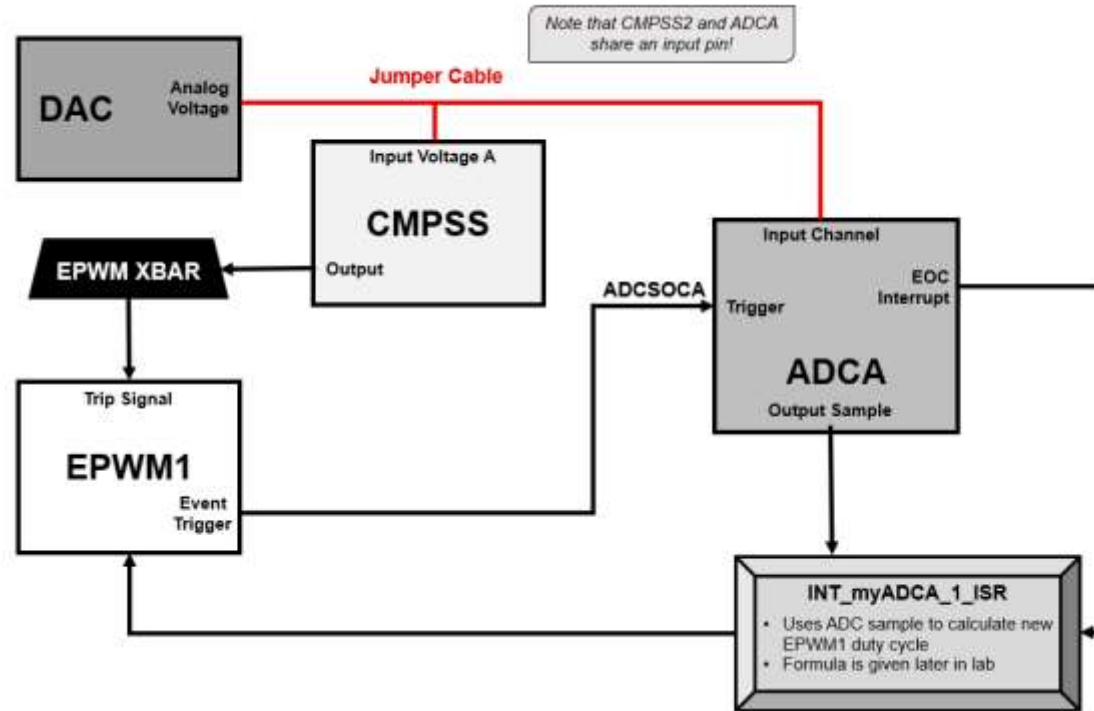 Note that CMPSS2 and ADCA
share an input pin!
Jumper Cable
DAC
Analog
Voltage
Input Voltage A
CMPSS
Output
EPWM XBAR
Input Channel
EOC
Interrupt
ADCSOCA
Trigger
ADCA
Output Sample
Trip Signal
EPWM1
Event
Trigger
INT_myADCA_1_ISR
• Uses ADC sample to calculate new
EPWM1 duty cycle
• Formula is given later in lab